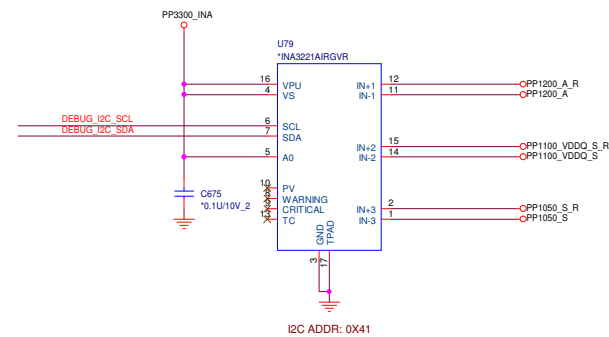 PP3300_INA
U79
*INA3221AIRGVR
16 VPU IN+1 12 PP1200_A_R
4 VS IN-1 11 PP1200_A
DEBUG_I2C_SCL 6 SCL
DEBUG_I2C_SDA 7 SDA
IN+2 15 PP1100_VDDQ_S_R
5 A0 IN-2 14 PP1100_VDDQ_S
10 PV
C675 WARNING
*0.1U/10V_2 CRITICAL IN+3 2 PP1050_S_R
13 TC IN-3 1 PP1050_S
GND TPAD
3 17
I2C ADDR: 0X41